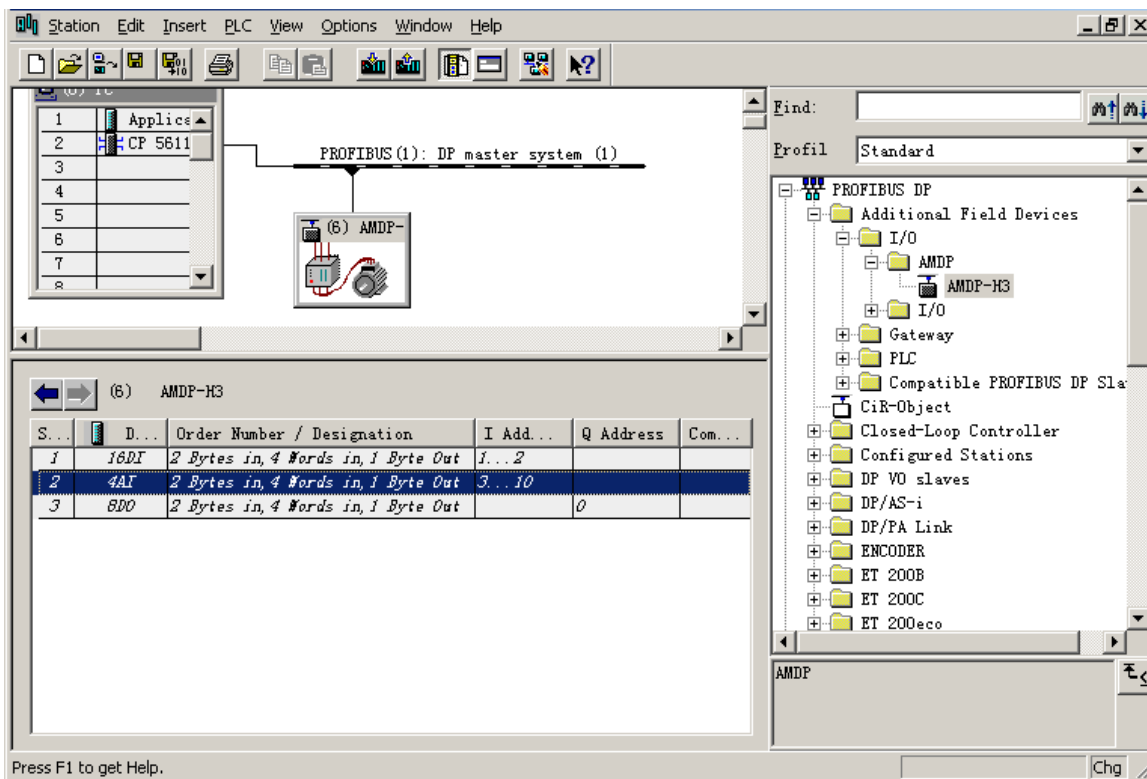 Station Edit Insert PLC View Options Window Help
1 Applica
2 CP 5611
3
4
5
6
7
8
PROFIBUS(1): DP master system (1)
(6) AMDP-
Find:
Profil Standard
PROFIBUS DP
Additional Field Devices
I/O
AMDP
AMDP-H3
I/O
Gateway
PLC
Compatible PROFIBUS DP Sla
CiR-Object
Closed-Loop Controller
Configured Stations
DP V0 slaves
DP/AS-i
DP/PA Link
ENCODER
ET 200B
ET 200C
ET 200eco
AMDP
(6) AMDP-H3
S... D... Order Number / Designation I Add... Q Address Com...
1 16DI 2 Bytes in,4 Words in,1 Byte Out 1...2
2 4AI 2 Bytes in,4 Words in,1 Byte Out 3...10
3 8DO 2 Bytes in,4 Words in,1 Byte Out 0
Press F1 to get Help.
Chg